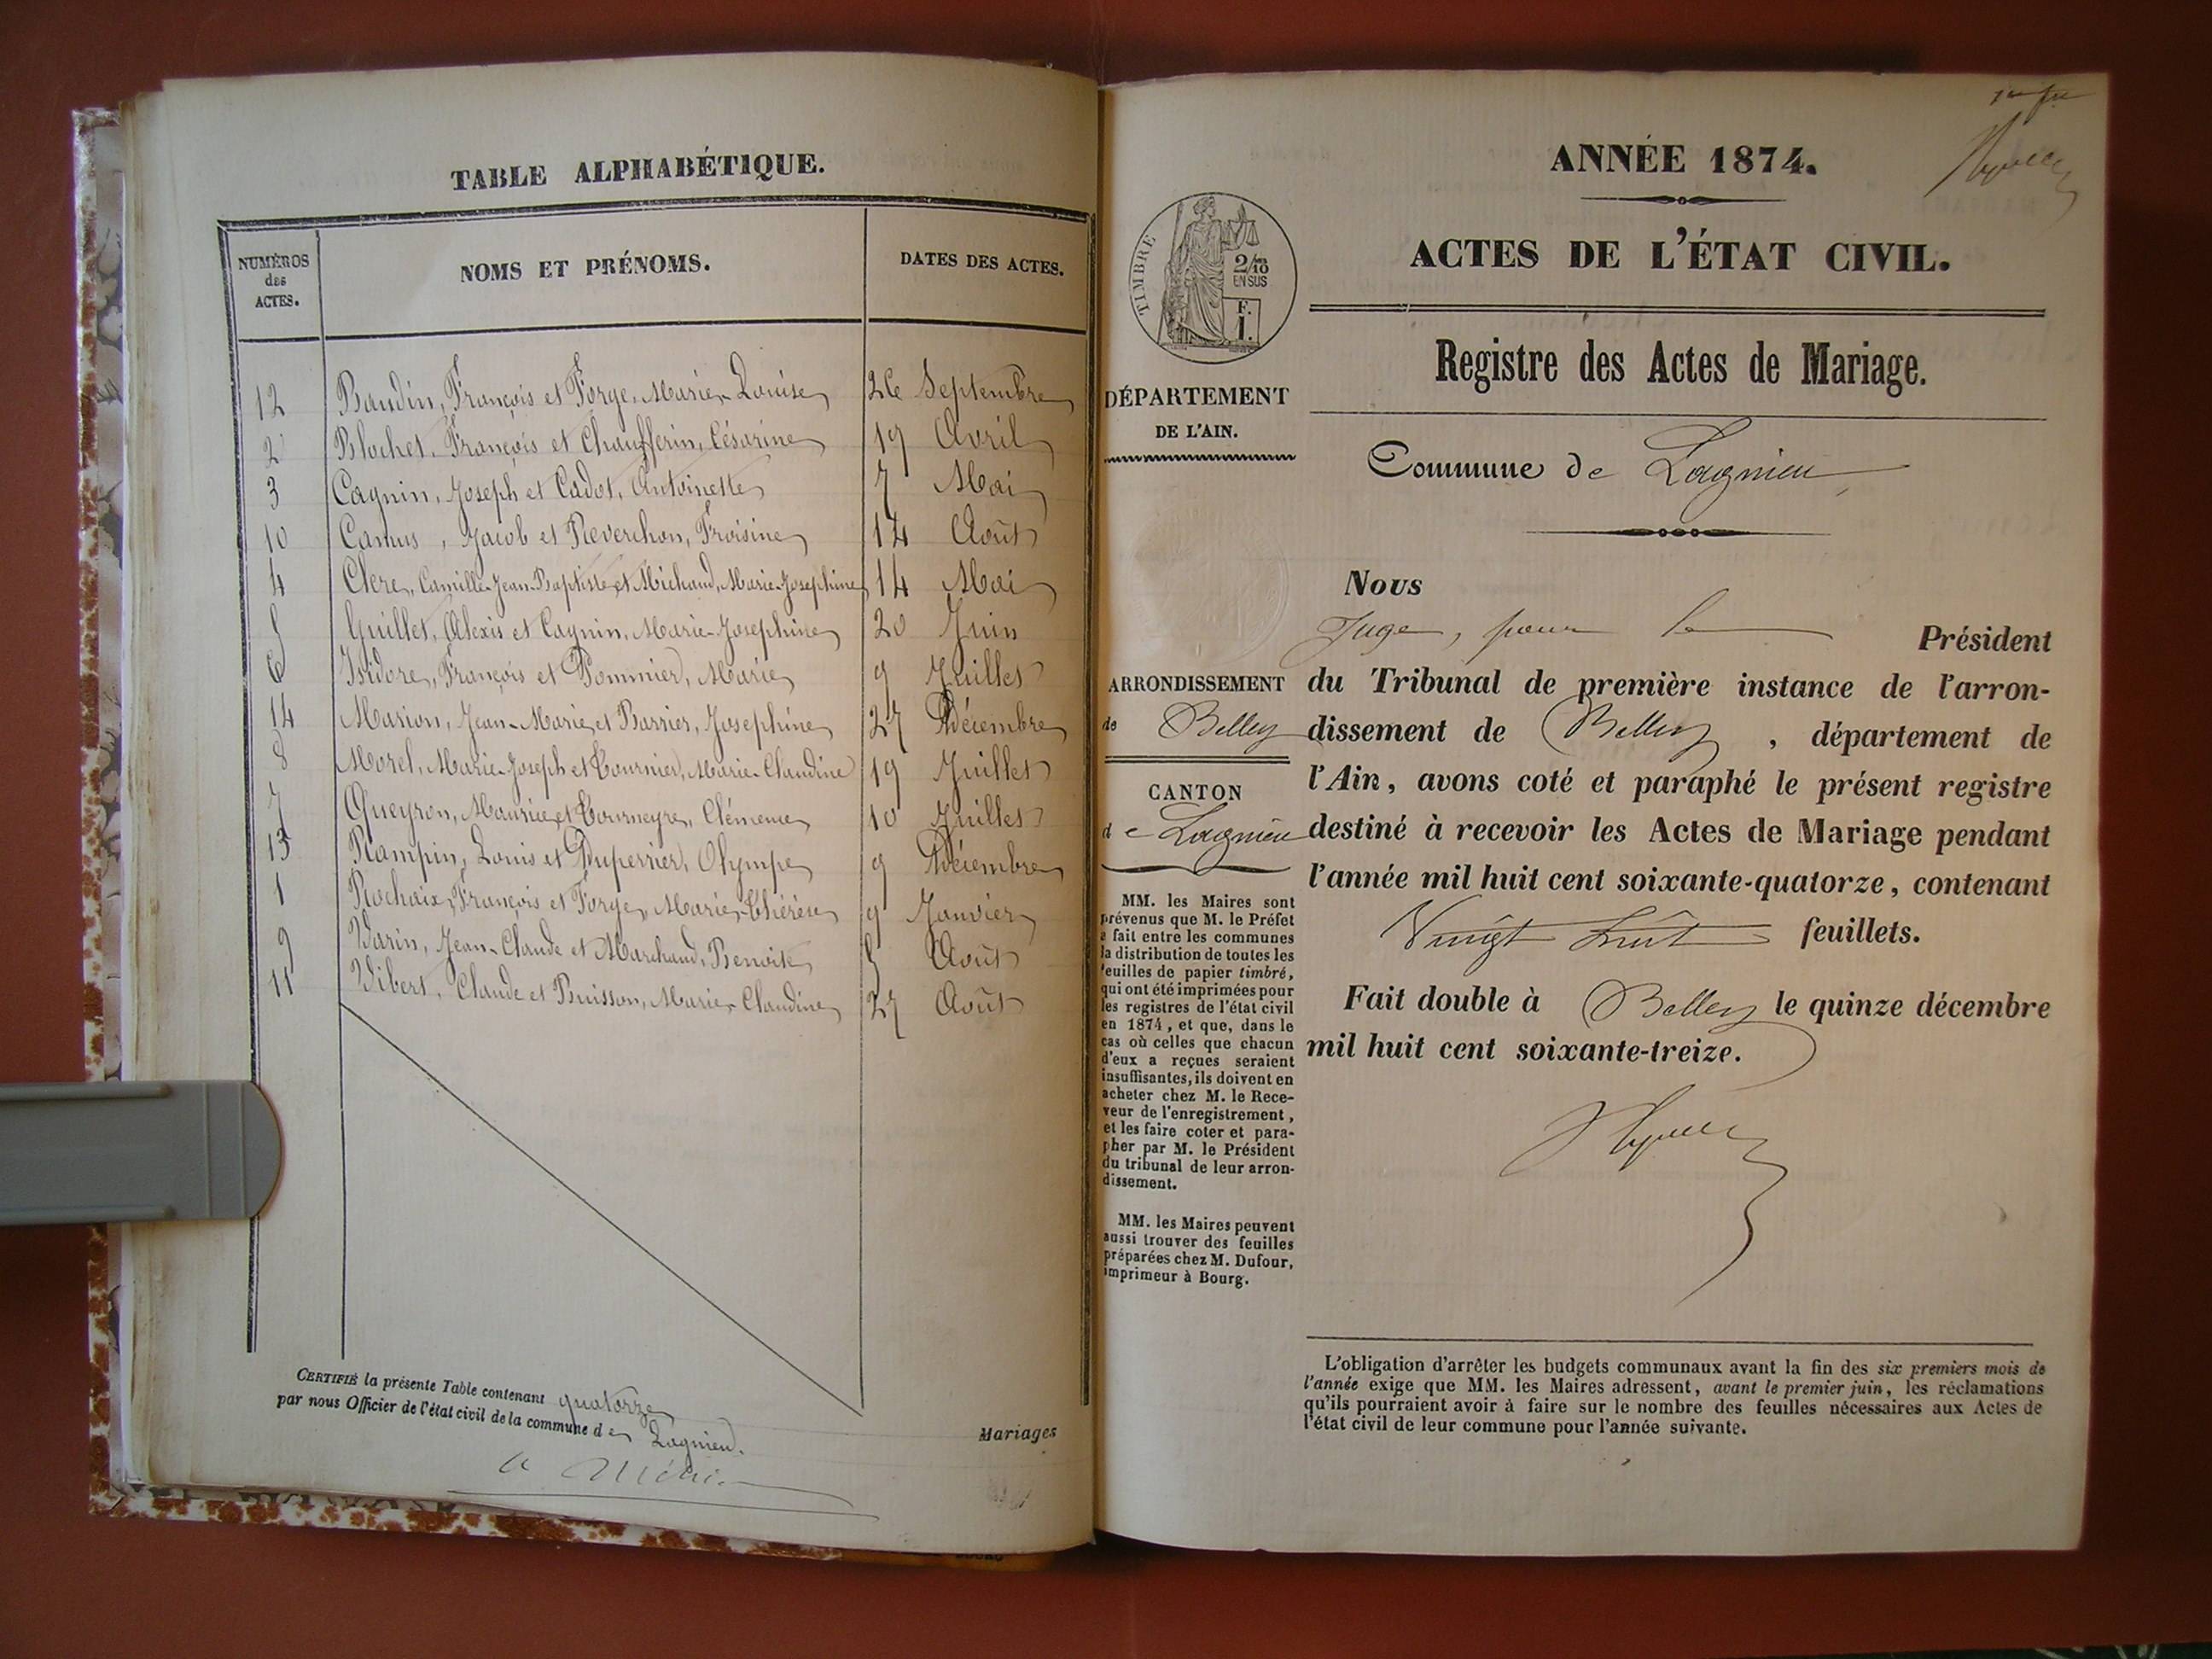 TABLE ALPHABÉTIQUE.
NUMÉROS
des
ACTES.
NOMS ET PRÉNOMS.
DATES DES ACTES.
12 Baudin, François et Forge, Marie-Louise 26 Septembre
2 Blochet, François et Chaufferin, Césarine 19 Avril
3 Cagnin, Joseph et Cadot, Antoinette 7 Mai
10 Camus, Jacob et Reverchon, Froisine 14 Août
4 Clerc, Camille-Jean-Baptiste et Michaud, Marie-Josephine 14 Mai
5 Guillet, Alexis et Cagnin, Marie-Josephine 20 Juin
6 Isidore, François et Pommier, Marie 9 Juillet
14 Marion, Jean-Marie et Barrier, Josephine 27 Décembre
8 Morel, Marie-Joseph et Tournier, Marie-Claudine 19 Juillet
7 Queyron, Maurice et Tourneyre, Clémence 10 Juillet
13 Rampin, Louis et Duperrier, Olympe 9 Décembre
1 Rochaix, François et Forge, Marie-Thérèse 9 Janvier
9 Varin, Jean-Claude et Marchand, Benoite 5 Août
11 Vibert, Claude et Buisson, Marie-Claudine 27 Août
CERTIFIÉ la présente Table contenant quatorze
par nous Officier de l'état civil de la commune de Lagnieu.
Mariages
ANNÉE 1874.
ACTES DE L'ÉTAT CIVIL.
Registre des Actes de Mariage.
Commune de Lagnieu
TIMBRE
2/10
EN SUS
F.
1.
DÉPARTEMENT
DE L'AIN.
ARRONDISSEMENT
de Belley
CANTON
de Lagnieu
MM. les Maires sont
prévenus que M. le Préfet
a fait entre les communes
la distribution de toutes les
feuilles de papier timbré,
qui ont été imprimées pour
les registres de l'état civil
en 1874, et que, dans le
cas où celles que chacun
d'eux a reçues seraient
insuffisantes, ils doivent en
acheter chez M. le Rece-
veur de l'enregistrement,
et les faire coter et para-
pher par M. le Président
du tribunal de leur arron-
dissement.
MM. les Maires peuvent
aussi trouver des feuilles
préparées chez M. Dufour,
imprimeur à Bourg.
Nous
Juge, pour le Président
du Tribunal de première instance de l'arron-
dissement de Belley, département de
l'Ain, avons coté et paraphé le présent registre
destiné à recevoir les Actes de Mariage pendant
l'année mil huit cent soixante-quatorze, contenant
Vingt huit feuillets.
Fait double à Belley le quinze décembre
mil huit cent soixante-treize.
L'obligation d'arrêter les budgets communaux avant la fin des six premiers mois de
l'année exige que MM. les Maires adressent, avant le premier juin, les réclamations
qu'ils pourraient avoir à faire sur le nombre des feuilles nécessaires aux Actes de
l'état civil de leur commune pour l'année suivante.